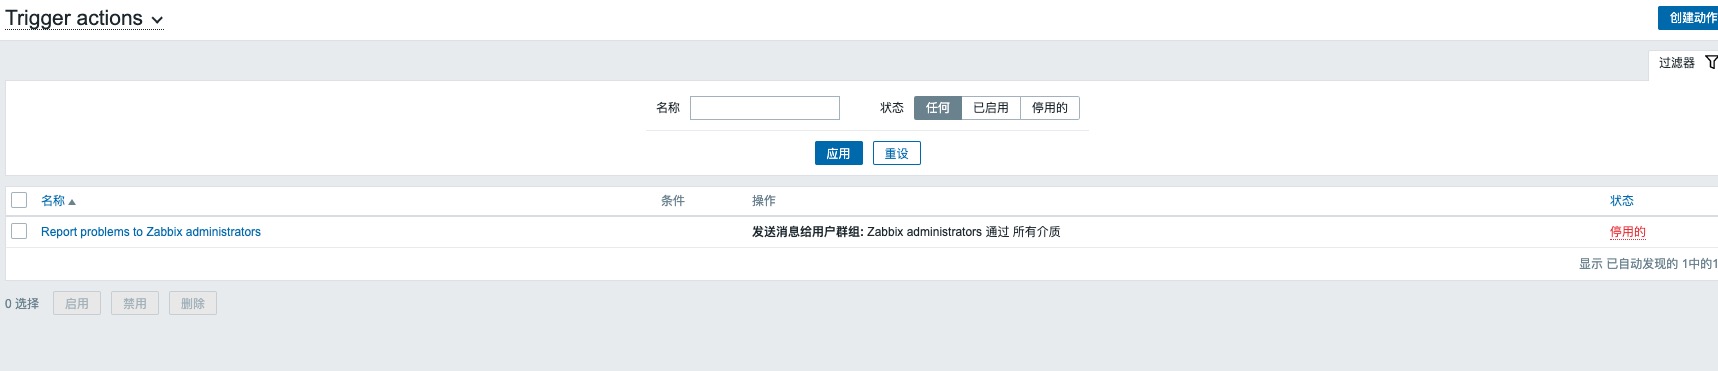 Trigger actions
创建动作
过滤器
名称 状态 任何 已启用 停用的
应用 重设
名称 条件 操作 状态
Report problems to Zabbix administrators 发送消息给用户群组: Zabbix administrators 通过 所有介质 停用的
显示 已自动发现的 1中的1
0 选择 启用 禁用 删除